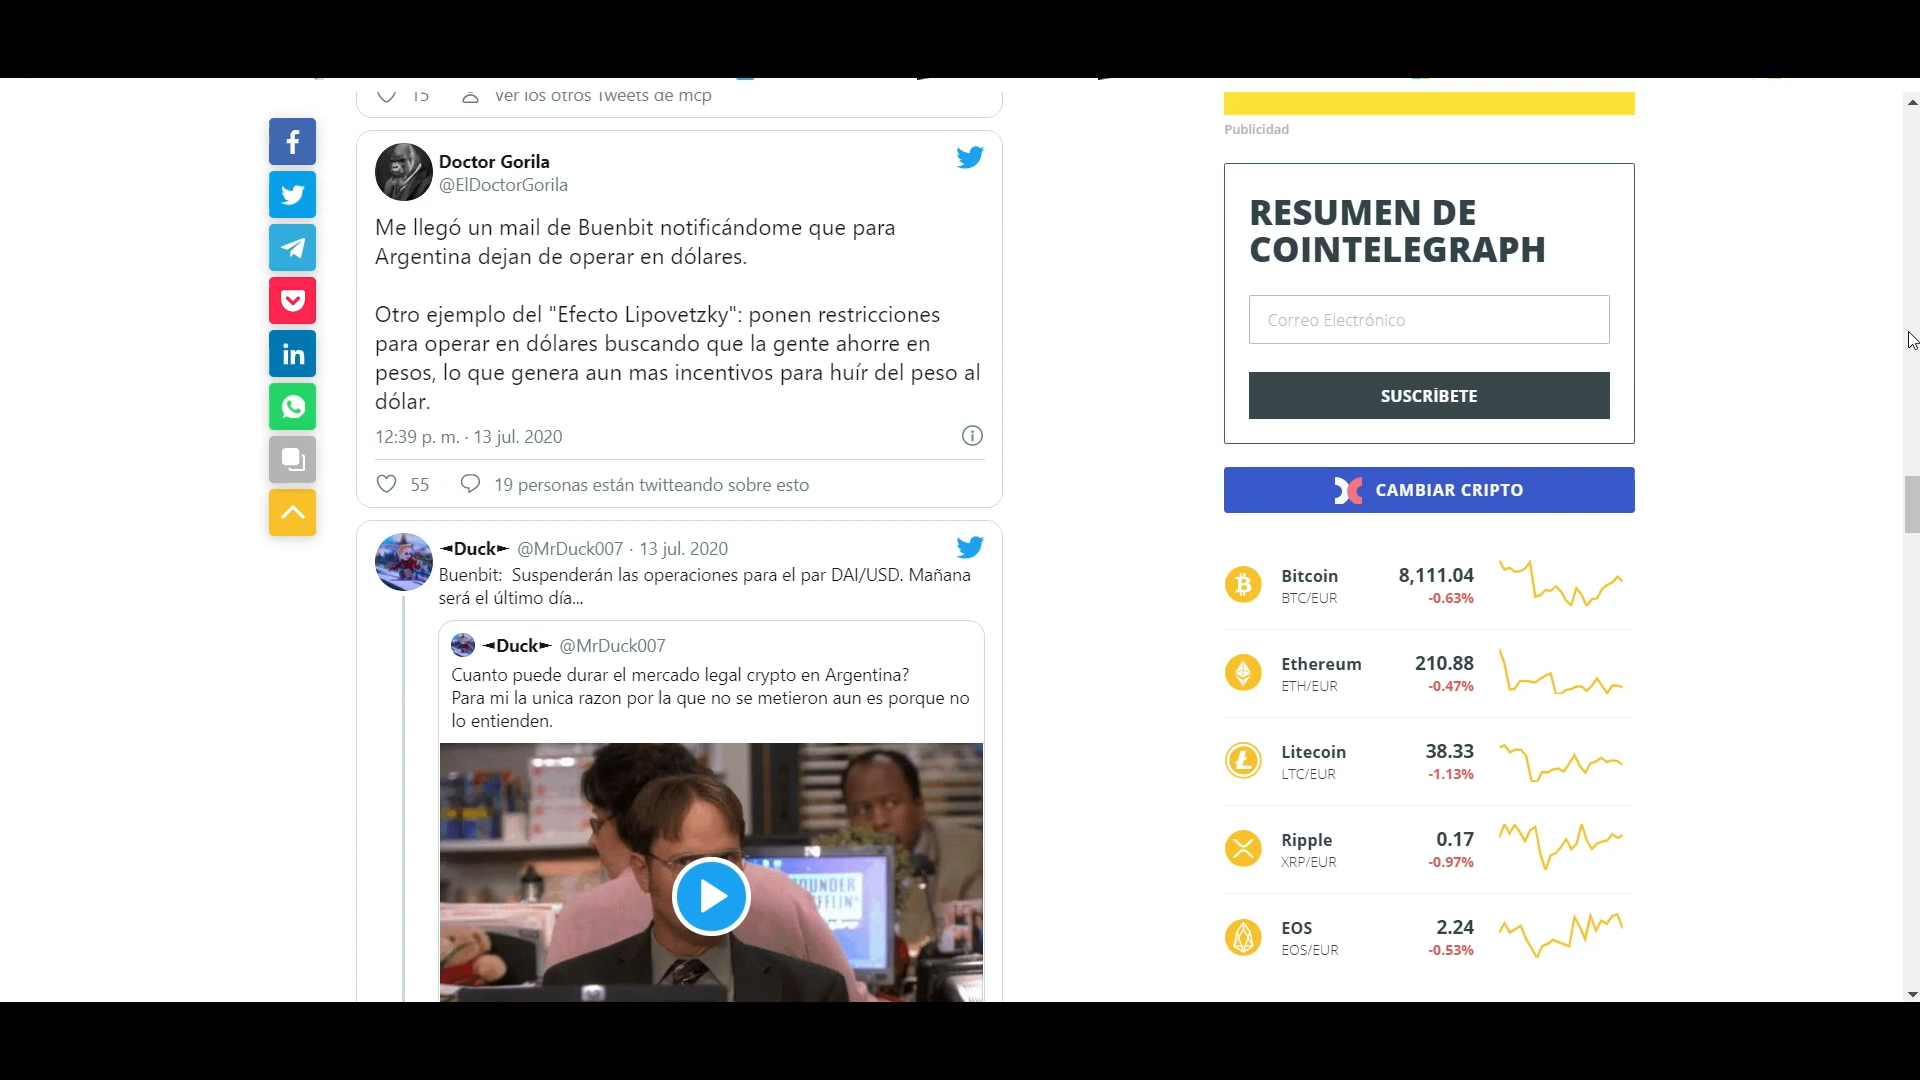 15 Ver los otros Tweets de mcp
Doctor Gorila
@ElDoctorGorila
Me llegó un mail de Buenbit notificándome que para
Argentina dejan de operar en dólares.
Otro ejemplo del "Efecto Lipovetzky": ponen restricciones
para operar en dólares buscando que la gente ahorre en
pesos, lo que genera aun mas incentivos para huír del peso al
dólar.
12:39 p. m. · 13 jul. 2020
55 19 personas están twitteando sobre esto
◄Duck► @MrDuck007 · 13 jul. 2020
Buenbit: Suspenderán las operaciones para el par DAI/USD. Mañana
será el último día...
◄Duck► @MrDuck007
Cuanto puede durar el mercado legal crypto en Argentina?
Para mi la unica razon por la que no se metieron aun es porque no
lo entienden.
Publicidad
RESUMEN DE
COINTELEGRAPH
Correo Electrónico
SUSCRÍBETE
CAMBIAR CRIPTO
Bitcoin 8,111.04
BTC/EUR -0.63%
Ethereum 210.88
ETH/EUR -0.47%
Litecoin 38.33
LTC/EUR -1.13%
Ripple 0.17
XRP/EUR -0.97%
EOS 2.24
EOS/EUR -0.53%